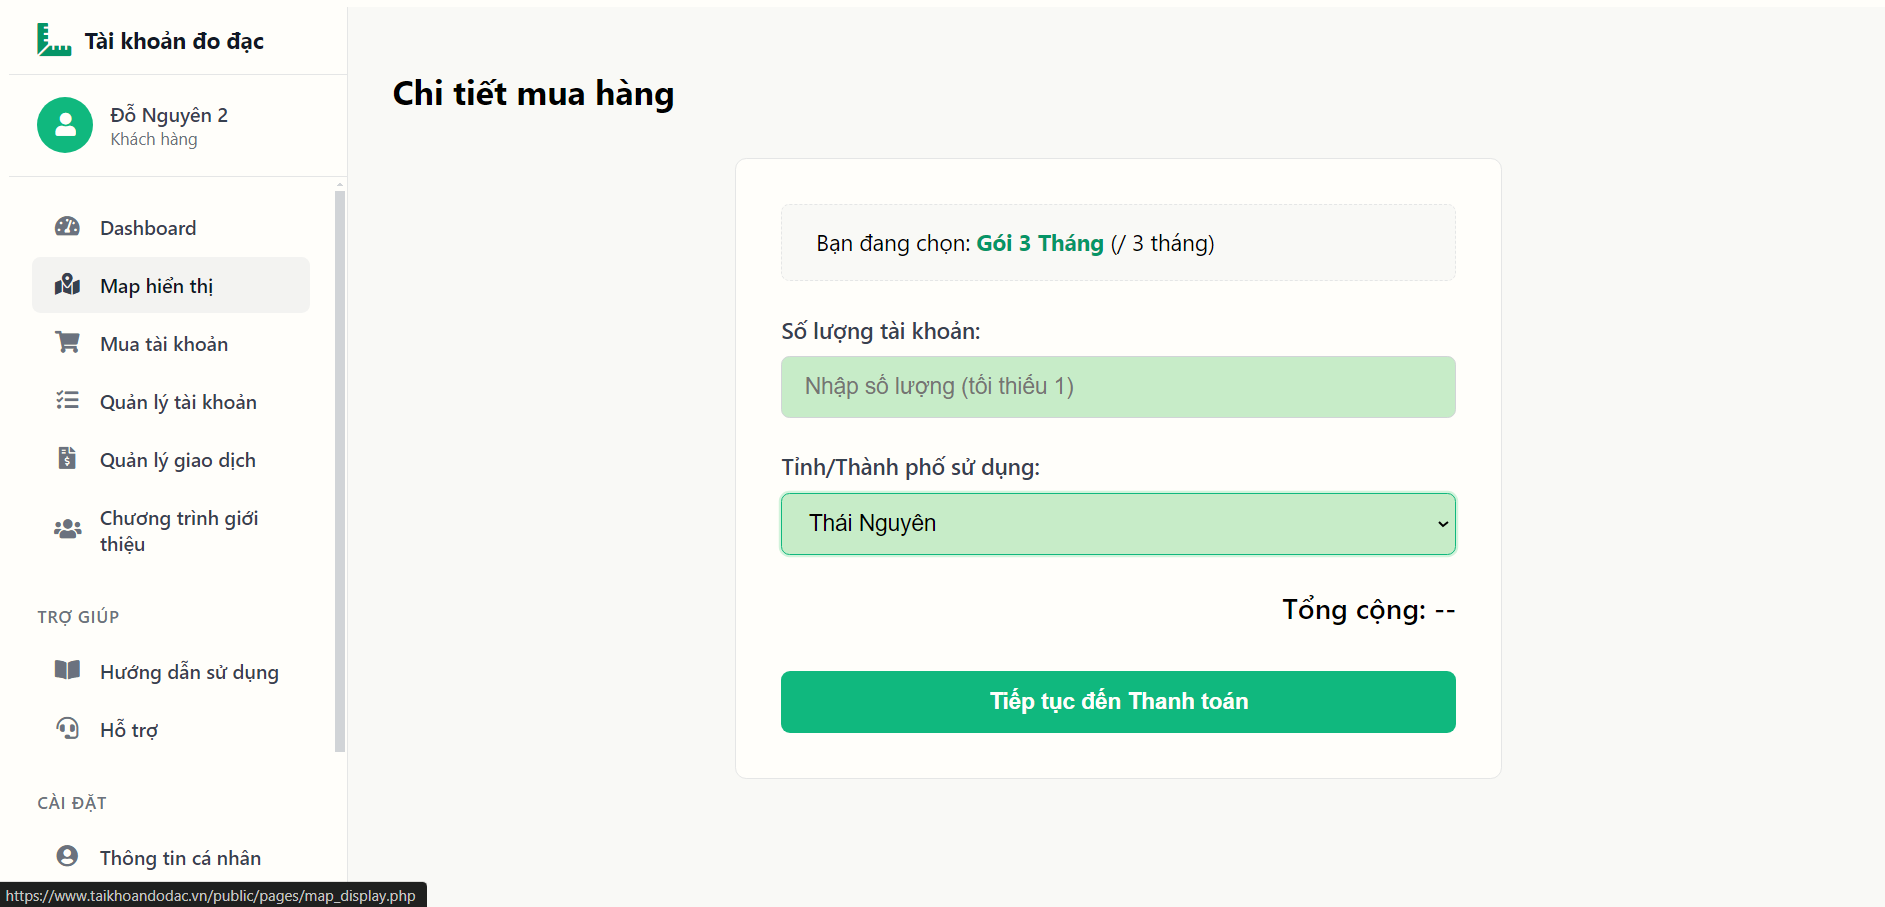 Tài khoản đo đạc
Đỗ Nguyên 2
Khách hàng
Dashboard
Map hiển thị
Mua tài khoản
Quản lý tài khoản
Quản lý giao dịch
Chương trình giới
thiệu
TRỢ GIÚP
Hướng dẫn sử dụng
Hỗ trợ
CÀI ĐẶT
Thông tin cá nhân
https://www.taikhoandodac.vn/public/pages/map_display.php
Chi tiết mua hàng
Bạn đang chọn: Gói 3 Tháng (/ 3 tháng)
Số lượng tài khoản:
Nhập số lượng (tối thiểu 1)
Tỉnh/Thành phố sử dụng:
Thái Nguyên
Tổng cộng: --
Tiếp tục đến Thanh toán